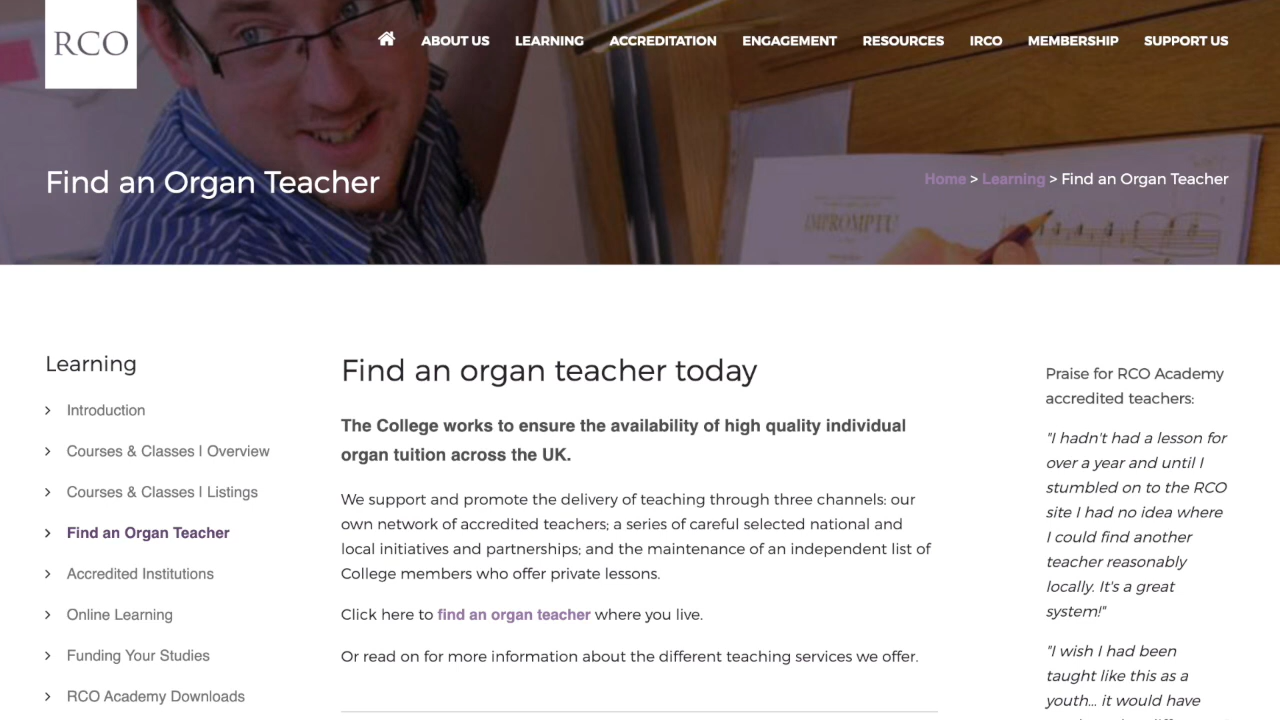 RCO
ABOUT US LEARNING ACCREDITATION ENGAGEMENT RESOURCES IRCO MEMBERSHIP SUPPORT US
Find an Organ Teacher
Home > Learning > Find an Organ Teacher
IMPROMPTU
Learning
Introduction
Courses & Classes | Overview
Courses & Classes | Listings
Find an Organ Teacher
Accredited Institutions
Online Learning
Funding Your Studies
RCO Academy Downloads
Find an organ teacher today
The College works to ensure the availability of high quality individual
organ tuition across the UK.
We support and promote the delivery of teaching through three channels: our
own network of accredited teachers; a series of careful selected national and
local initiatives and partnerships; and the maintenance of an independent list of
College members who offer private lessons.
Click here to find an organ teacher where you live.
Or read on for more information about the different teaching services we offer.
Praise for RCO Academy
accredited teachers:
"I hadn't had a lesson for
over a year and until I
stumbled on to the RCO
site I had no idea where
I could find another
teacher reasonably
locally. It's a great
system!"
"I wish I had been
taught like this as a
youth... it would have